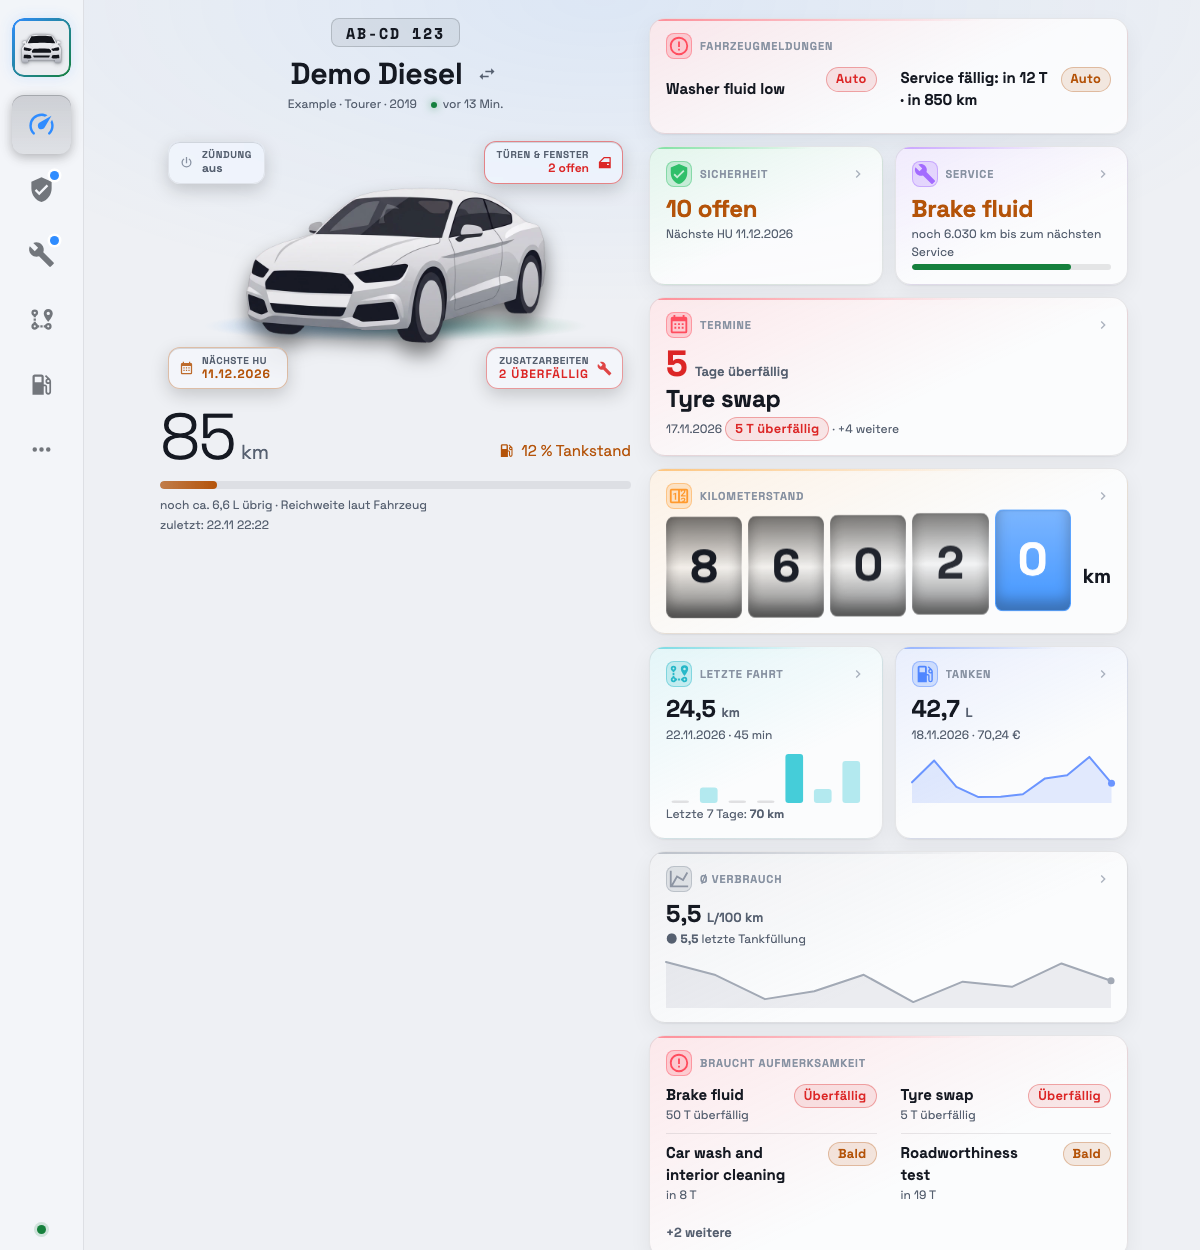 AB-CD 123
Demo Diesel
Example · Tourer · 2019 vor 13 Min.
ZÜNDUNG
aus
TÜREN & FENSTER
2 offen
NÄCHSTE HU
11.12.2026
ZUSATZARBEITEN
2 ÜBERFÄLLIG
85 km
12 % Tankstand
noch ca. 6,6 L übrig · Reichweite laut Fahrzeug
zuletzt: 22.11 22:22
FAHRZEUGMELDUNGEN
Washer fluid low
Auto
Service fällig: in 12 T
· in 850 km
Auto
SICHERHEIT
10 offen
Nächste HU 11.12.2026
SERVICE
Brake fluid
noch 6.030 km bis zum nächsten
Service
TERMINE
5 Tage überfällig
Tyre swap
17.11.2026 5 T überfällig · +4 weitere
KILOMETERSTAND
8 6 0 2 0 km
LETZTE FAHRT
24,5 km
22.11.2026 · 45 min
Letzte 7 Tage: 70 km
TANKEN
42,7 L
18.11.2026 · 70,24 €
Ø VERBRAUCH
5,5 L/100 km
5,5 letzte Tankfüllung
BRAUCHT AUFMERKSAMKEIT
Brake fluid
Überfällig
50 T überfällig
Tyre swap
Überfällig
5 T überfällig
Car wash and
interior cleaning
Bald
in 8 T
Roadworthiness
test
Bald
in 19 T
+2 weitere